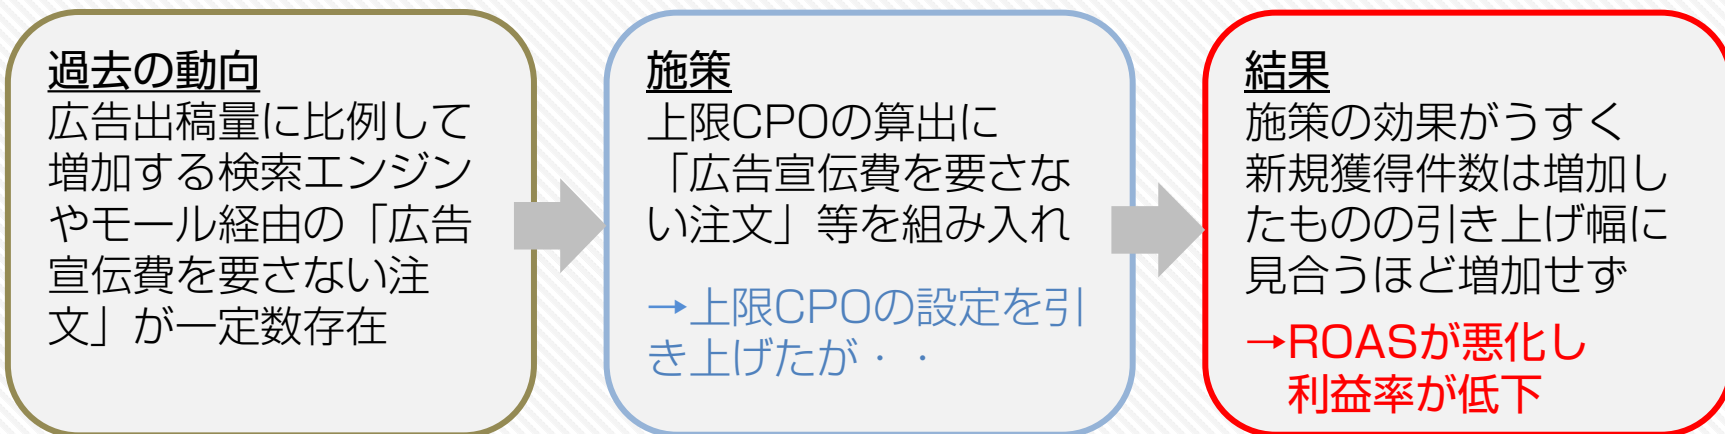 過去の動向
広告出稿量に比例して
増加する検索エンジン
やモール経由の「広告
宣伝費を要さない注
文」が一定数存在
施策
上限CPOの算出に
「広告宣伝費を要さな
い注文」等を組み入れ
→上限CPOの設定を引
き上げたが・・
結果
施策の効果がうすく
新規獲得件数は増加し
たものの引き上げ幅に
見合うほど増加せず
→ROASが悪化し
利益率が低下